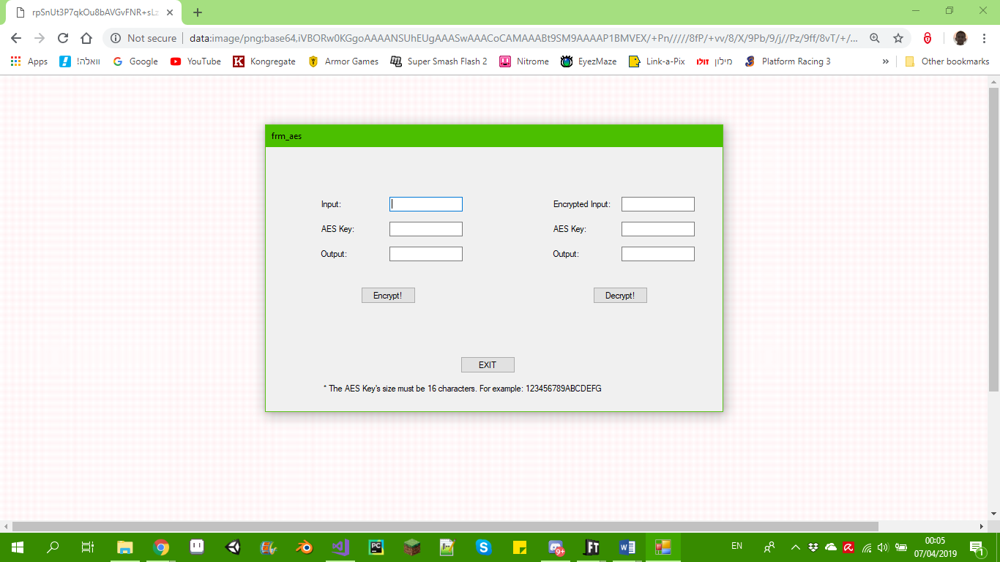 rpSnUt3P7qkOu8bAVGvFNR+sLz
Not secure | data:image/png;base64,iVBORw0KGgoAAAANSUhEUgAAASwAAACoCAMAAABt9SM9AAAAP1BMVEX/+Pn/////8fP/+vv/8/X/9Pb/9/j//Pz/9ff/8vT/+/...
Apps וואלה! Google YouTube Kongregate Armor Games Super Smash Flash 2 Nitrome EyezMaze Link-a-Pix מילון Platform Racing 3 » Other bookmarks
frm_aes
Input: Encrypted Input:
AES Key: AES Key:
Output: Output:
Encrypt! Decrypt!
EXIT
* The AES Key's size must be 16 characters. For example: 123456789ABCDEFG
EN 00:05
07/04/2019